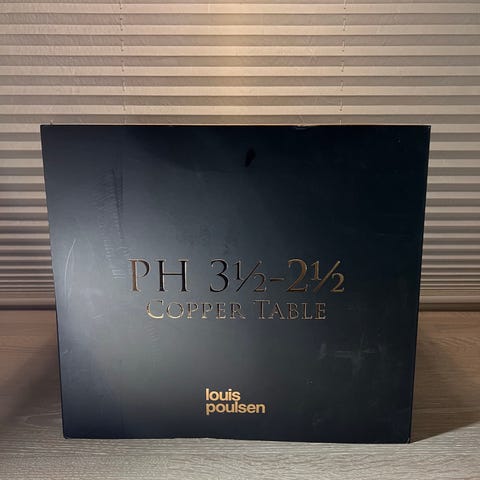 PH 3½-2½
Copper Table
louis
poulsen